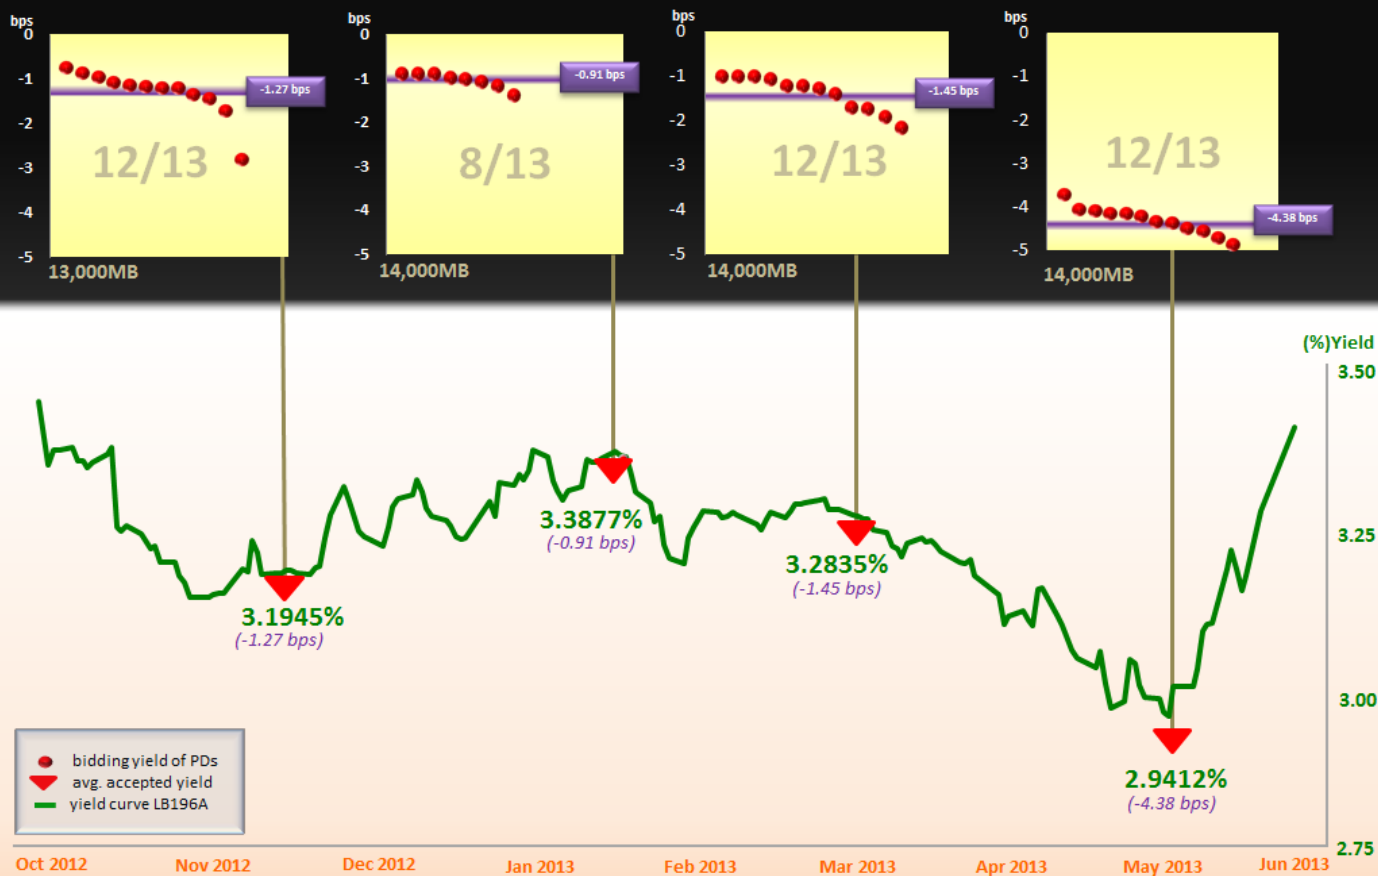 bps
0
-1
-2
-3
-4
-5
-1.27 bps
12/13
13,000MB
bps
0
-1
-2
-3
-4
-5
-0.91 bps
8/13
14,000MB
bps
0
-1
-2
-3
-4
-5
-1.45 bps
12/13
14,000MB
bps
0
-1
-2
-3
-4
-5
-4.38 bps
12/13
14,000MB
(%)Yield
3.50
3.25
3.00
2.75
3.1945%
(-1.27 bps)
3.3877%
(-0.91 bps)
3.2835%
(-1.45 bps)
2.9412%
(-4.38 bps)
bidding yield of PDs
avg. accepted yield
yield curve LB196A
Oct 2012
Nov 2012
Dec 2012
Jan 2013
Feb 2013
Mar 2013
Apr 2013
May 2013
Jun 2013